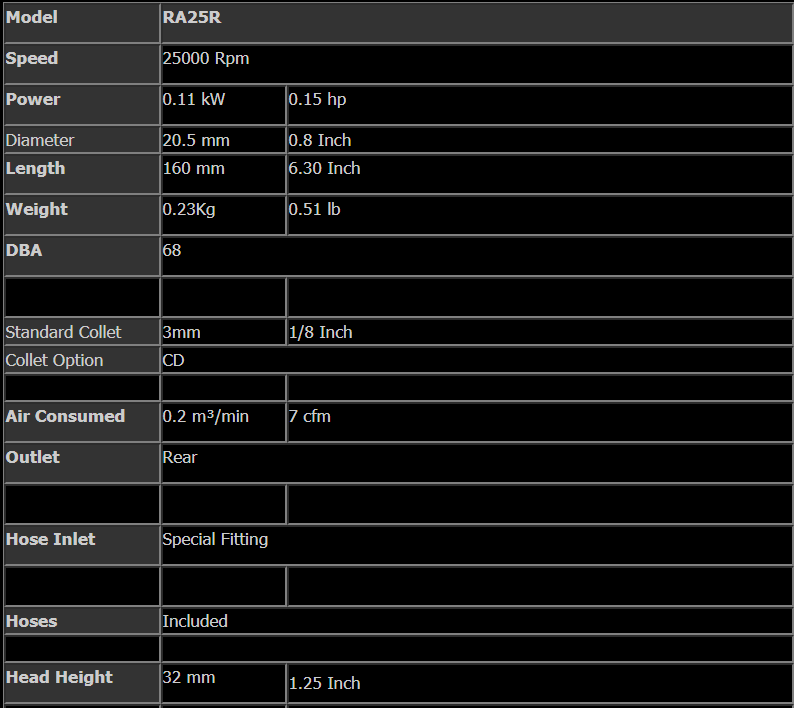 Model RA25R
Speed 25000 Rpm
Power 0.11 kW 0.15 hp
Diameter 20.5 mm 0.8 Inch
Length 160 mm 6.30 Inch
Weight 0.23Kg 0.51 lb
DBA 68
Standard Collet 3mm 1/8 Inch
Collet Option CD
Air Consumed 0.2 m³/min 7 cfm
Outlet Rear
Hose Inlet Special Fitting
Hoses Included
Head Height 32 mm 1.25 Inch